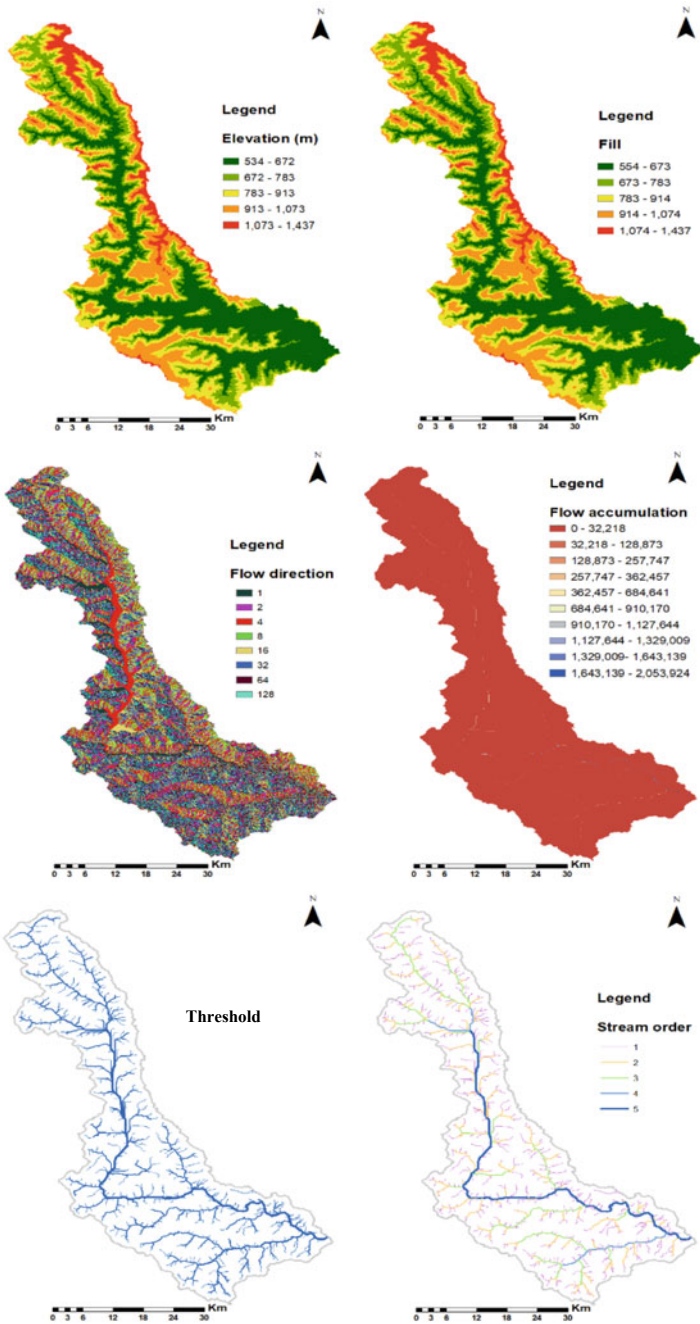 N
Legend
Elevation (m)
534 - 672
672 - 783
783 - 913
913 - 1,073
1,073 - 1,437
Km
0 3 6 12 18 24 30
N
Legend
Fill
554 - 673
673 - 783
783 - 914
914 - 1,074
1,074 - 1,437
Km
0 3 6 12 18 24 30
N
Legend
Flow direction
1
2
4
8
16
32
64
128
Km
0 3 6 12 18 24 30
N
Legend
Flow accumulation
0 - 32,218
32,218 - 128,873
128,873 - 257,747
257,747 - 362,457
362,457 - 684,641
684,641 - 910,170
910,170 - 1,127,644
1,127,644 - 1,329,009
1,329,009- 1,643,139
1,643,139 - 2,053,924
Km
0 3 6 12 18 24 30
N
Threshold
Km
0 3 6 12 18 24 30
N
Legend
Stream order
1
2
3
4
5
Km
0 3 6 12 18 24 30